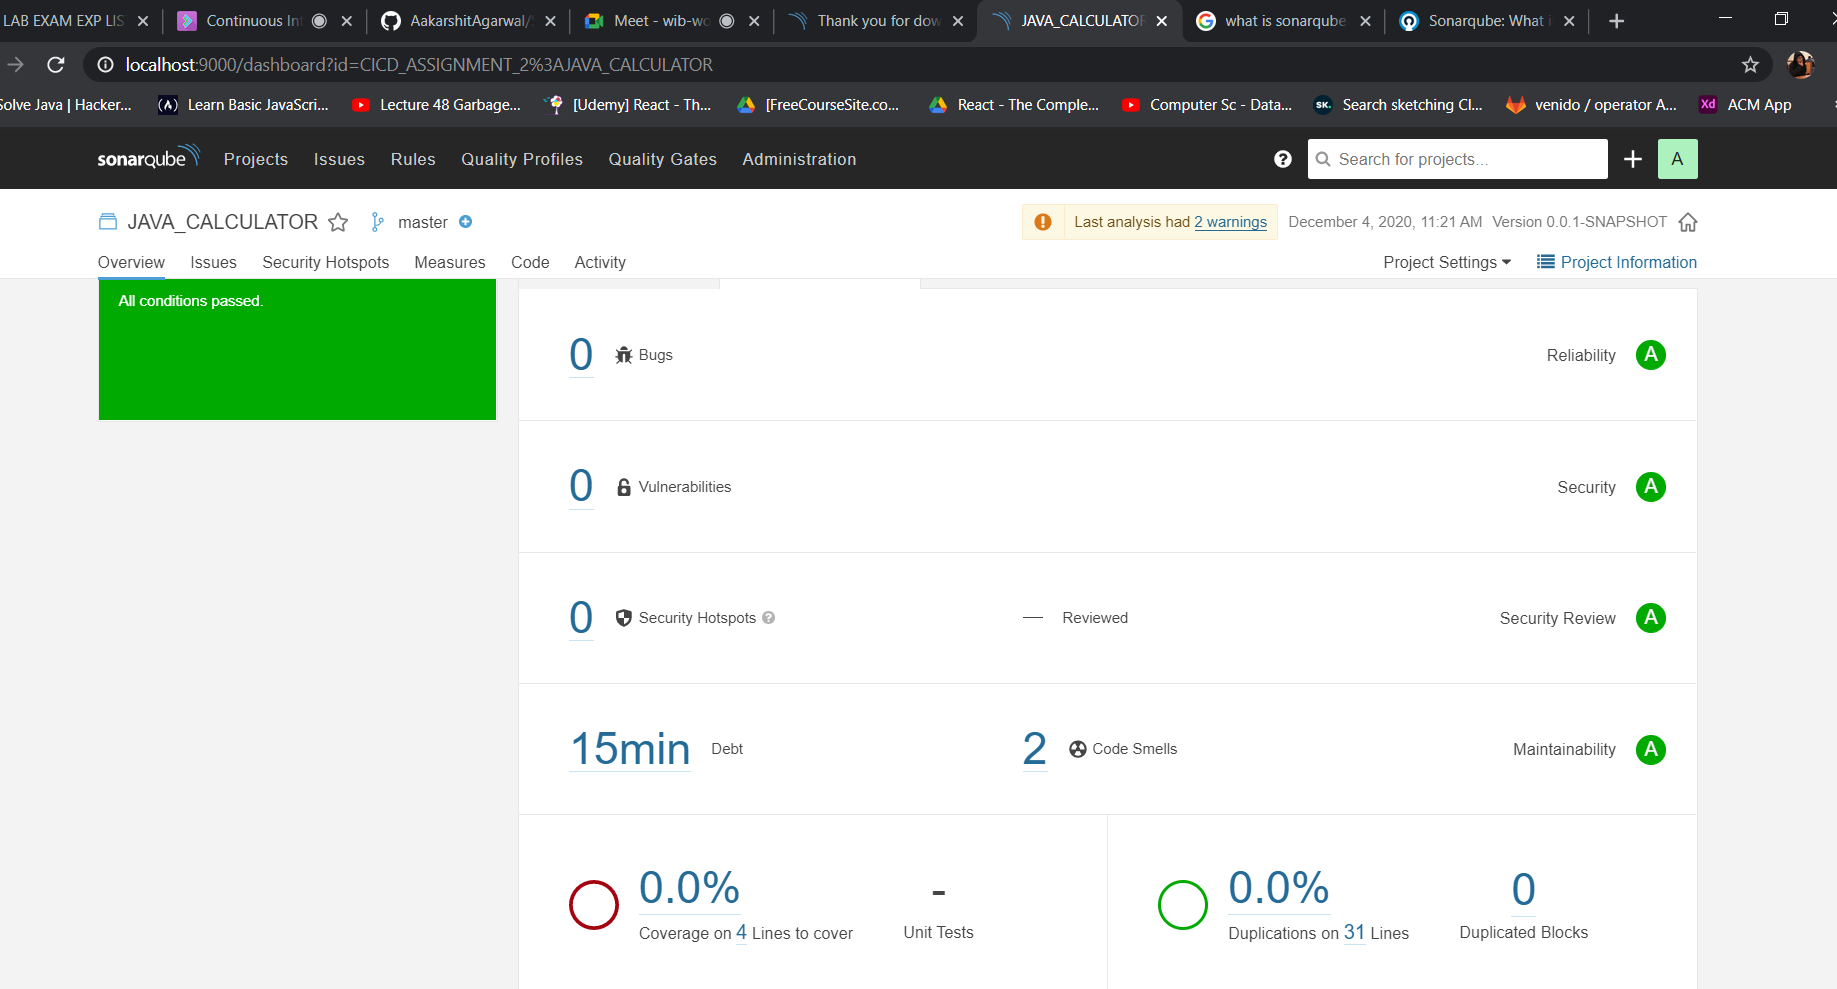 LAB EXAM EXP LIS
Continuous In
AakarshitAgarwal/
Meet - wib-wo
Thank you for dow
JAVA_CALCULATOR
what is sonarqube
Sonarqube: What i
localhost:9000/dashboard?id=CICD_ASSIGNMENT_2%3AJAVA_CALCULATOR
Solve Java | Hacker...
Learn Basic JavaScri...
Lecture 48 Garbage...
[Udemy] React - Th...
[FreeCourseSite.co...
React - The Comple...
Computer Sc - Data...
SK.
Search sketching Cl...
venido / operator A...
Xd
ACM App
sonarqube
Projects
Issues
Rules
Quality Profiles
Quality Gates
Administration
Search for projects...
A
JAVA_CALCULATOR
master
Last analysis had 2 warnings
December 4, 2020, 11:21 AM
Version 0.0.1-SNAPSHOT
Overview
Issues
Security Hotspots
Measures
Code
Activity
Project Settings
Project Information
All conditions passed.
0 Bugs
Reliability A
0 Vulnerabilities
Security A
0 Security Hotspots ?
— Reviewed
Security Review A
15min Debt
2 Code Smells
Maintainability A
0.0%
Coverage on 4 Lines to cover
-
Unit Tests
0.0%
Duplications on 31 Lines
0
Duplicated Blocks